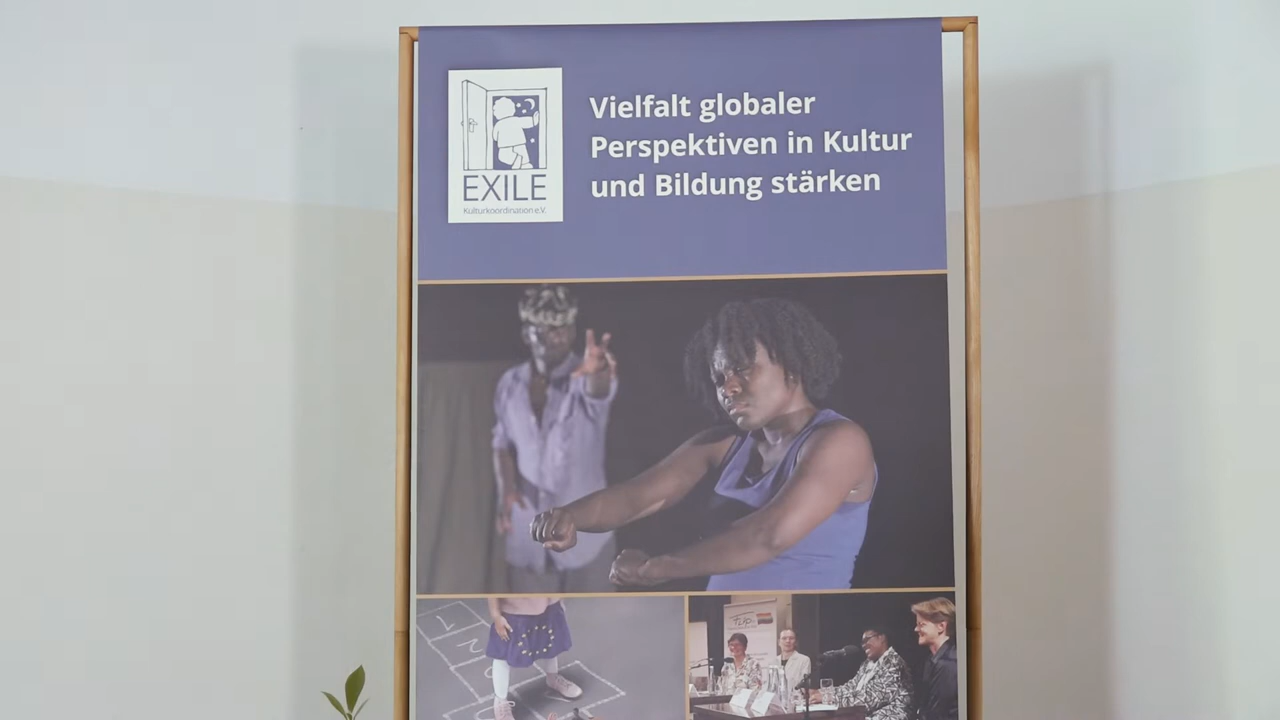 Vielfalt globaler
Perspektiven in Kultur
und Bildung stärken
EXILE
Kulturkoordination e.V.